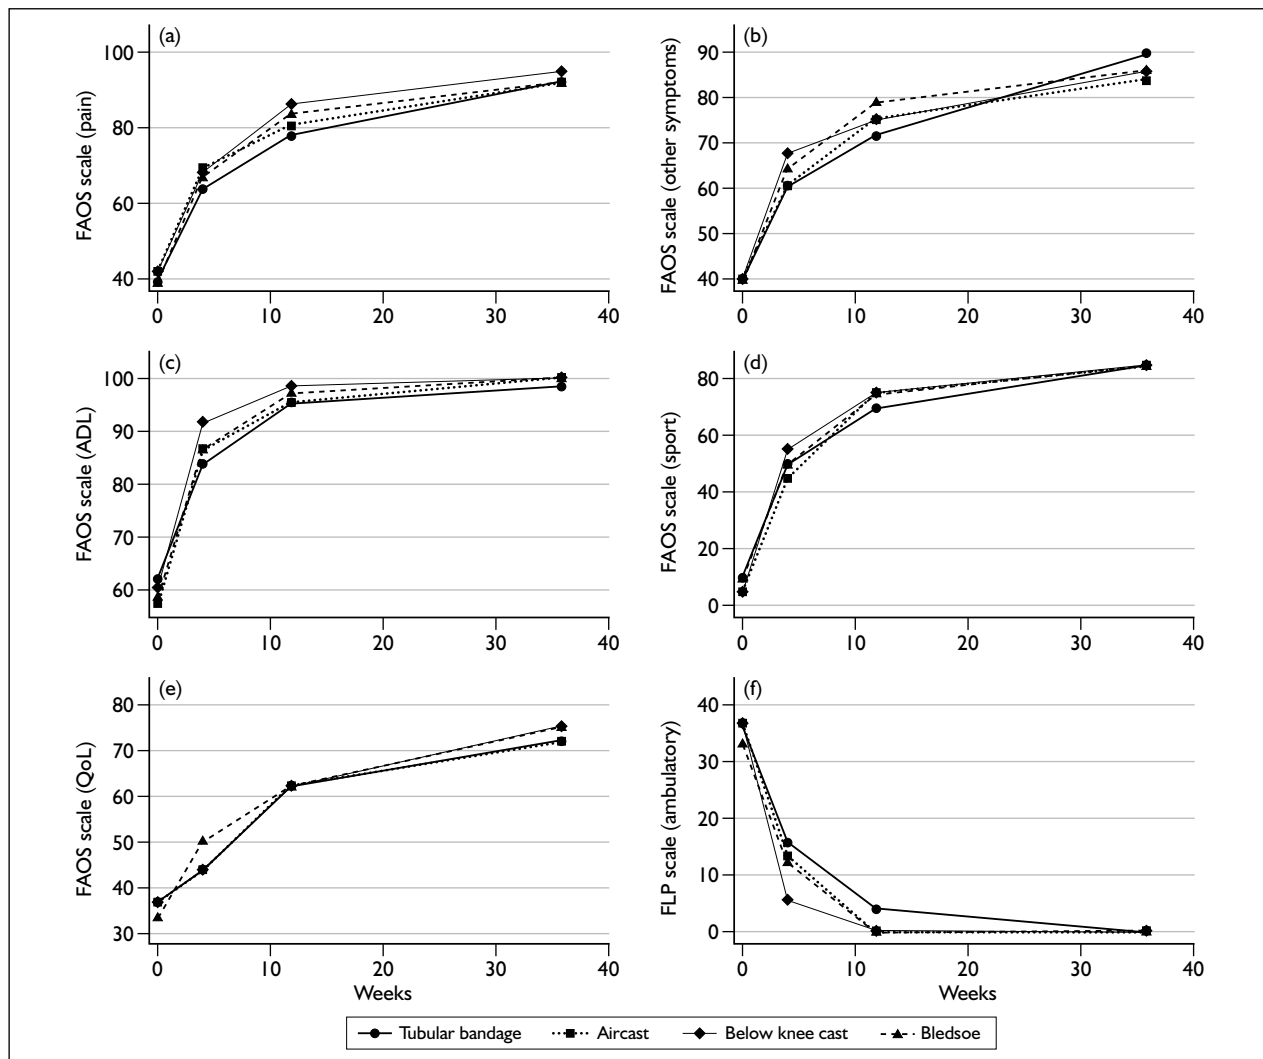 (a)
FAOS scale (pain)
100
80
60
40
0 10 20 30 40
(b)
FAOS scale (other symptoms)
90
80
70
60
50
40
0 10 20 30 40
(c)
FAOS scale (ADL)
100
90
80
70
60
0 10 20 30 40
(d)
FAOS scale (sport)
80
60
40
20
0
0 10 20 30 40
(e)
FAOS scale (QoL)
80
70
60
50
40
30
0 10 20 30 40
Weeks
(f)
FLP scale (ambulatory)
40
30
20
10
0
0 10 20 30 40
Weeks
Tubular bandage Aircast Below knee cast Bledsoe